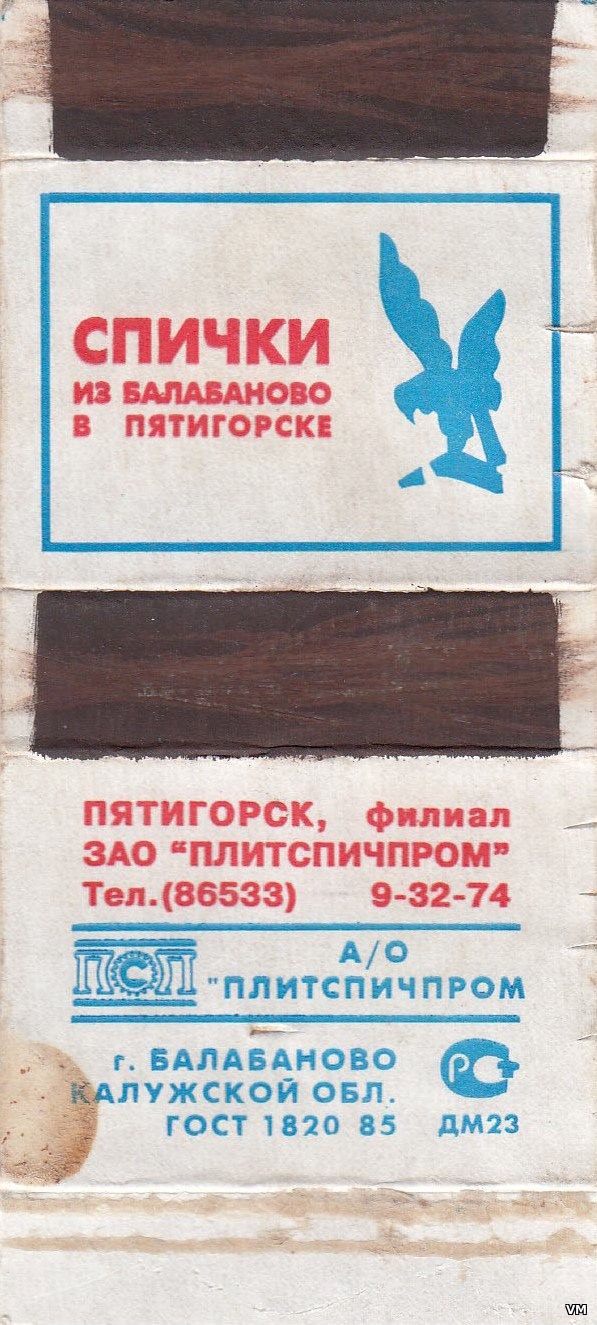 СПИЧКИ
ИЗ БАЛАБАНОВО
В ПЯТИГОРСКЕ
ПЯТИГОРСК, филиал
ЗАО "ПЛИТСПИЧПРОМ"
Тел.(86533) 9-32-74
ПСП
А/О
"ПЛИТСПИЧПРОМ
г. БАЛАБАНОВО
КАЛУЖСКОЙ ОБЛ.
ГОСТ 1820 85
РСТ
ДМ23
VM